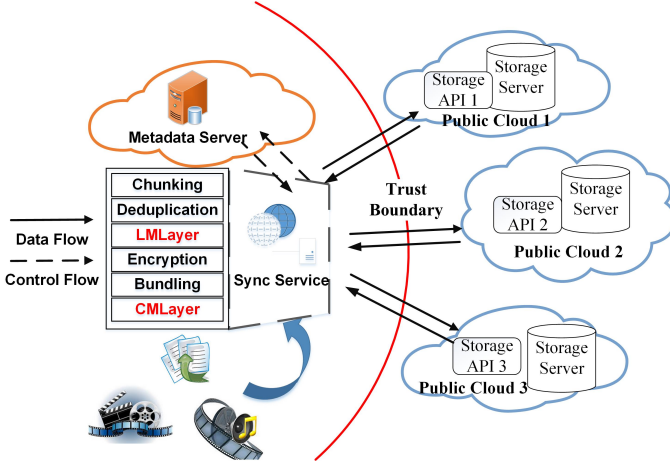 Metadata Server
Chunking
Deduplication
LMLayer
Encryption
Bundling
CMLayer
Data Flow
Control Flow
Sync Service
Trust
Boundary
Storage
API 1
Storage
Server
Public Cloud 1
Storage
API 2
Storage
Server
Public Cloud 2
Storage
API 3
Storage
Server
Public Cloud 3